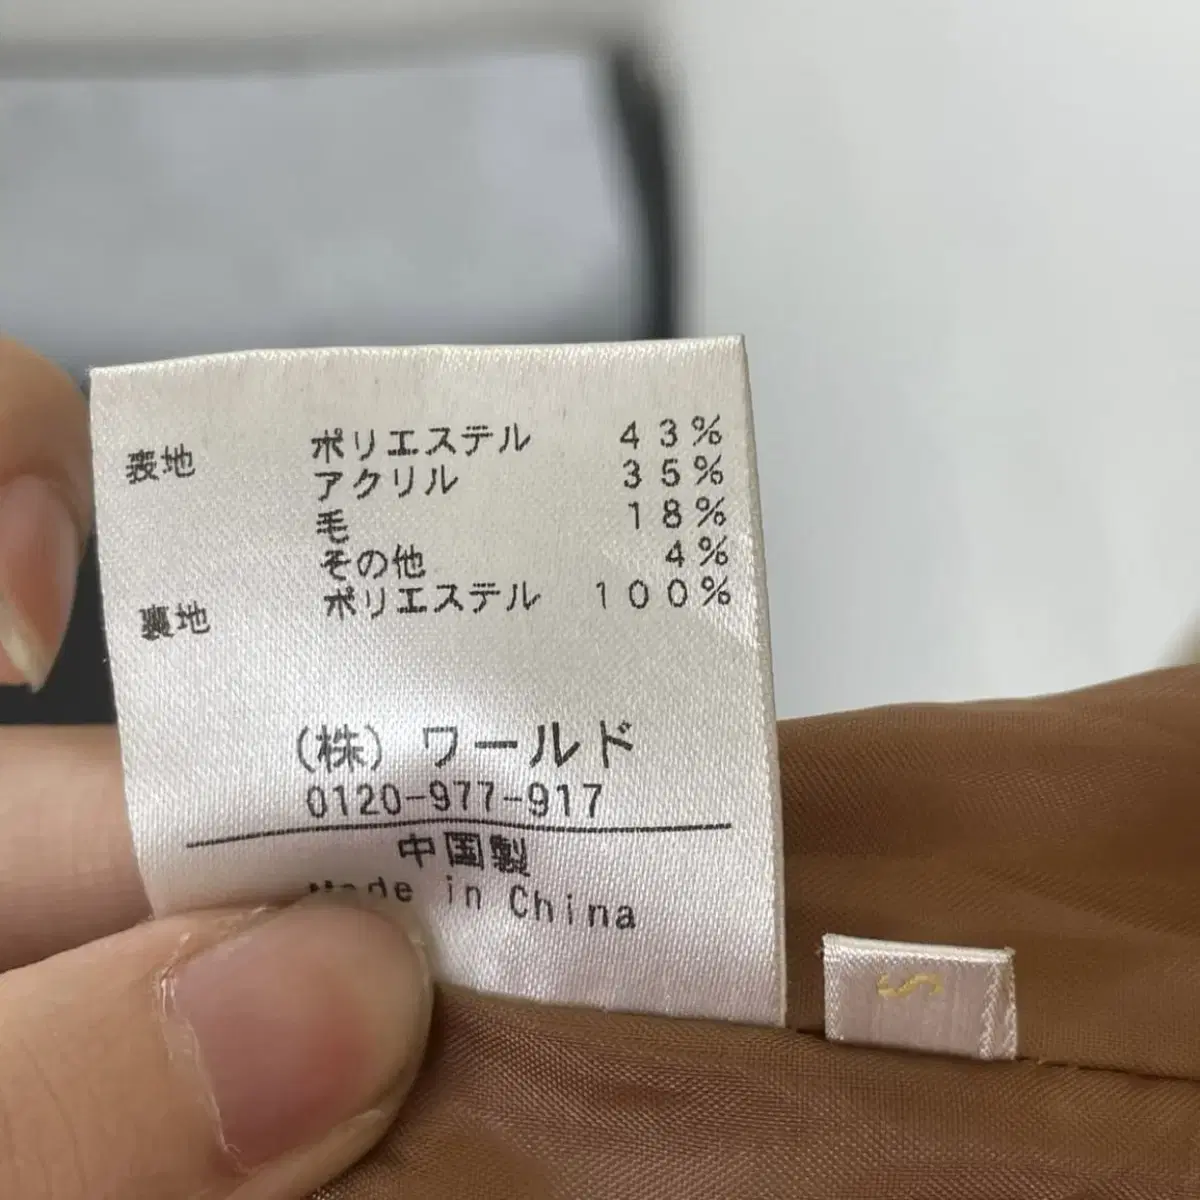 表地 ポリエステル 43%
アクリル 35%
毛 18%
その他 4%
裏地 ポリエステル 100%
(株) ワールド
0120-977-917
中国製
Made in China
S